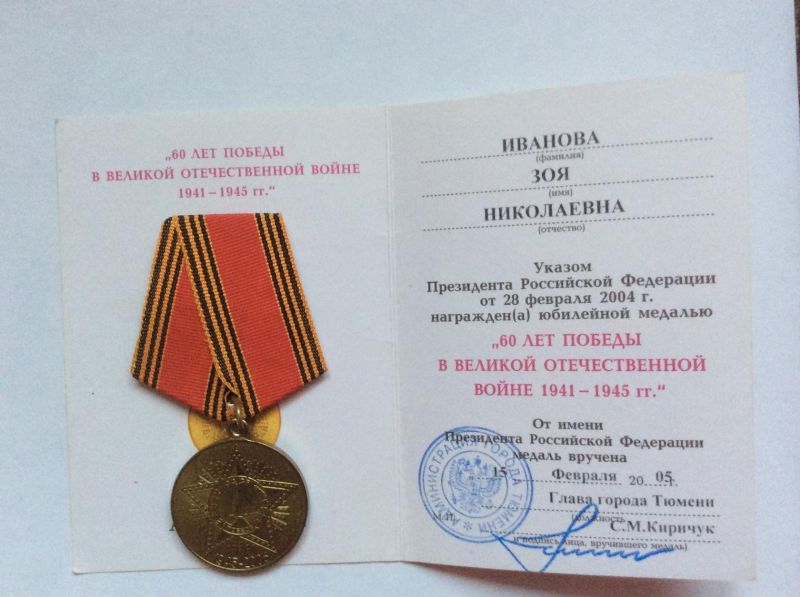 „60 ЛЕТ ПОБЕДЫ
В ВЕЛИКОЙ ОТЕЧЕСТВЕННОЙ ВОЙНЕ
1941 – 1945 гг.“
ИВАНОВА
(фамилия)
ЗОЯ
(имя)
НИКОЛАЕВНА
(отчество)
Указом
Президента Российской Федерации
от 28 февраля 2004 г.
награжден(а) юбилейной медалью
„60 ЛЕТ ПОБЕДЫ
В ВЕЛИКОЙ ОТЕЧЕСТВЕННОЙ
ВОЙНЕ 1941 – 1945 гг.“
От имени
Президента Российской Федерации
медаль вручена
15 Февраля 2005 г.
Глава города Тюмени
(должность)
М.П. С.М.Киричук
и подпись лица, вручившего медаль)
АДМИНИСТРАЦИЯ ГОРОДА ТЮМЕНИ